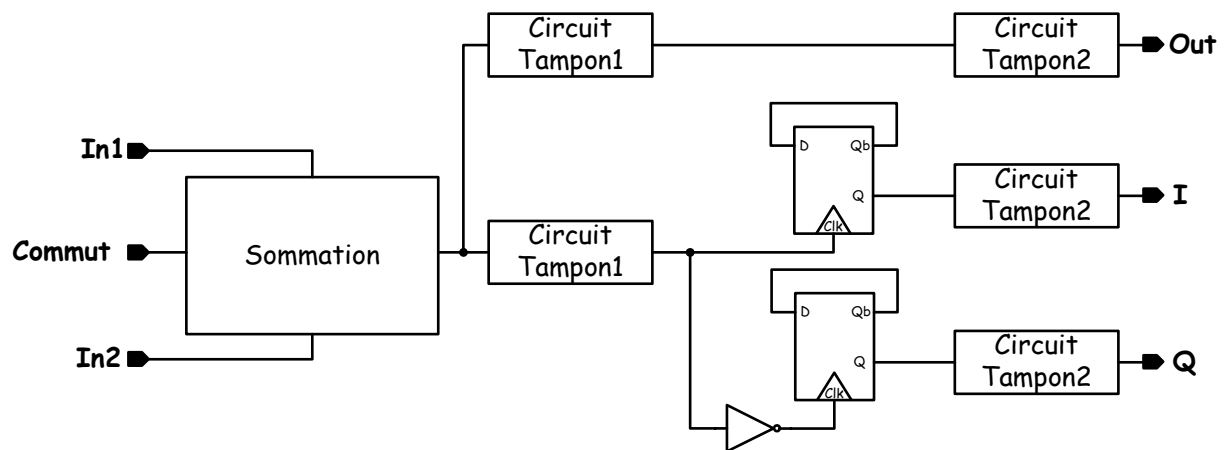 Circuit
Tampon1
Circuit
Tampon2
Out
In1
D
Qb
Q
Clk
Circuit
Tampon2
I
Commut
Sommation
Circuit
Tampon1
In2
D
Qb
Q
Clk
Circuit
Tampon2
Q